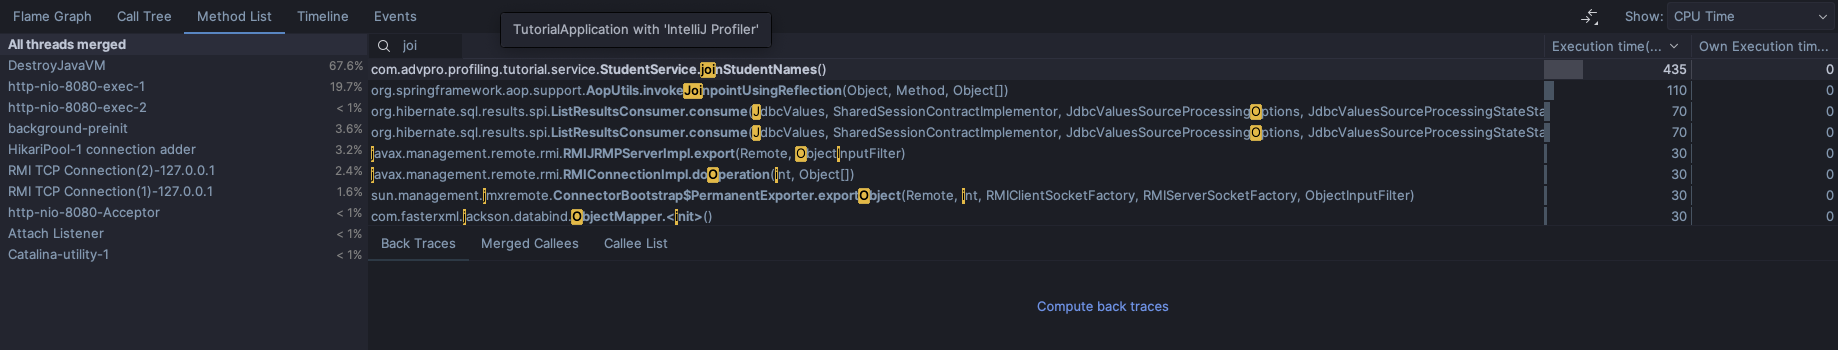 Flame Graph Call Tree Method List Timeline Events TutorialApplication with 'IntelliJ Profiler' Show: CPU Time
All threads merged
DestroyJavaVM 67.6%
http-nio-8080-exec-1 19.7%
http-nio-8080-exec-2 < 1%
background-preinit 3.6%
HikariPool-1 connection adder 3.2%
RMI TCP Connection(2)-127.0.0.1 2.4%
RMI TCP Connection(1)-127.0.0.1 1.6%
http-nio-8080-Acceptor < 1%
Attach Listener < 1%
Catalina-utility-1 < 1%
joi Execution time(... Own Execution tim...
com.advpro.profiling.tutorial.service.StudentService.joinStudentNames() 435 0
org.springframework.aop.support.AopUtils.invokeJoinpointUsingReflection(Object, Method, Object[]) 110 0
org.hibernate.sql.results.spi.ListResultsConsumer.consume(JdbcValues, SharedSessionContractImplementor, JdbcValuesSourceProcessingOptions, JdbcValuesSourceProcessingStateSta 70 0
org.hibernate.sql.results.spi.ListResultsConsumer.consume(JdbcValues, SharedSessionContractImplementor, JdbcValuesSourceProcessingOptions, JdbcValuesSourceProcessingStateSta 70 0
javax.management.remote.rmi.RMIJRMPServerImpl.export(Remote, ObjectInputFilter) 30 0
javax.management.remote.rmi.RMIConnectionImpl.doOperation(int, Object[]) 30 0
sun.management.jmxremote.ConnectorBootstrap$PermanentExporter.exportObject(Remote, int, RMIClientSocketFactory, RMIServerSocketFactory, ObjectInputFilter) 30 0
com.fasterxml.jackson.databind.ObjectMapper.<init>() 30 0
Back Traces Merged Callees Callee List
Compute back traces